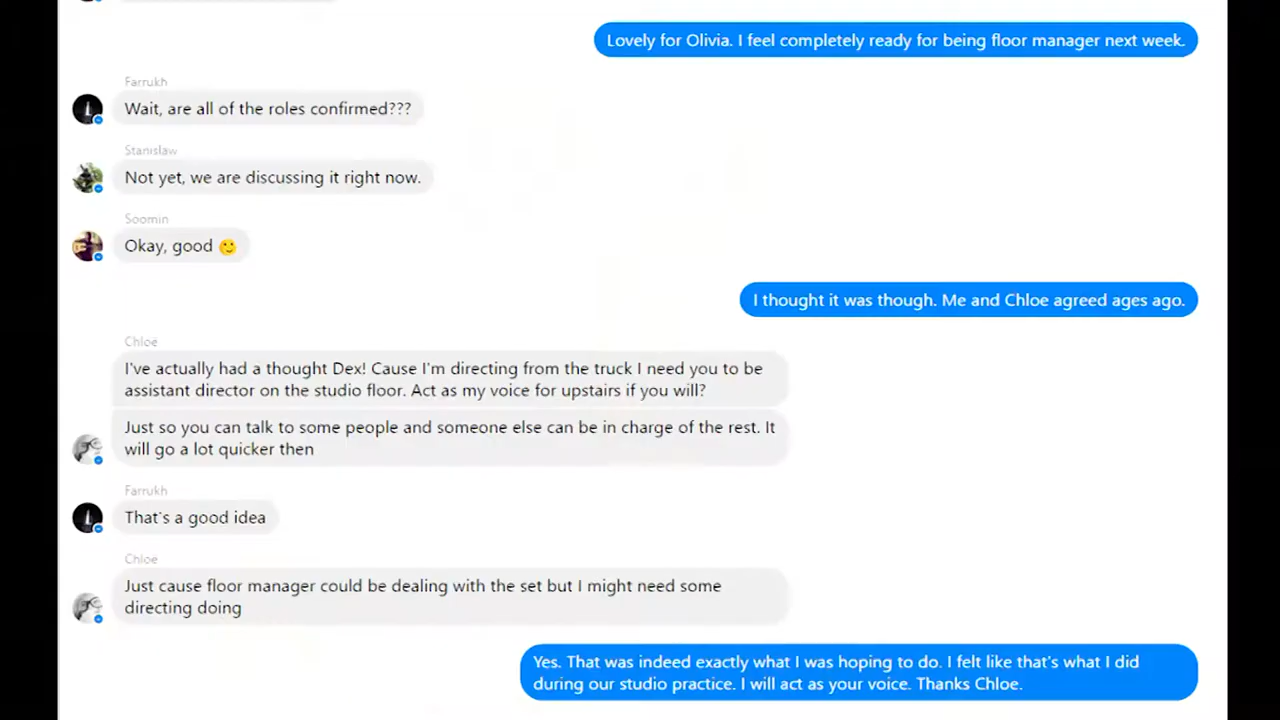 Lovely for Olivia. I feel completely ready for being floor manager next week.
Farrukh
Wait, are all of the roles confirmed???
Stanislaw
Not yet, we are discussing it right now.
Soomin
Okay, good 🙂
I thought it was though. Me and Chloe agreed ages ago.
Chloe
I've actually had a thought Dex! Cause I'm directing from the truck I need you to be
assistant director on the studio floor. Act as my voice for upstairs if you will?
Just so you can talk to some people and someone else can be in charge of the rest. It
will go a lot quicker then
Farrukh
That's a good idea
Chloe
Just cause floor manager could be dealing with the set but I might need some
directing doing
Yes. That was indeed exactly what I was hoping to do. I felt like that's what I did
during our studio practice. I will act as your voice. Thanks Chloe.